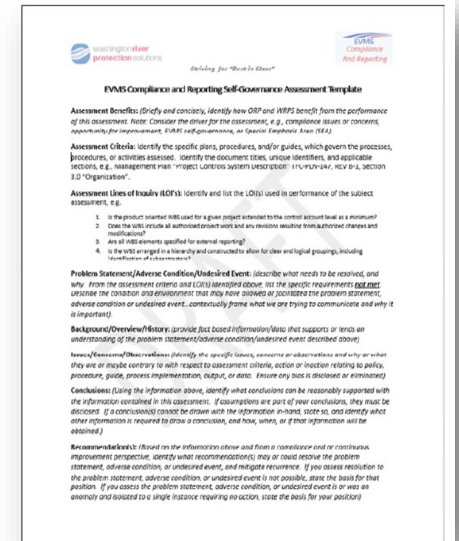 washingtonriver
protectionsolutions
EVMS
Compliance
And Reporting
Striving for "Best in Class"
EVMS Compliance and Reporting Self-Governance Assessment Template
Assessment Benefits: (Briefly and concisely, identify how ORP and WRPS benefit from the performance
of this assessment. Note: Consider the driver for the assessment, e.g., compliance issues or concerns,
opportunity for improvement, EVMS self-governance, or Special Emphasis Area (SEA)
Assessment Criteria: Identify the specific plans, procedures, and/or guides, which govern the processes,
procedures, or activities assessed. Identify the document titles, unique identifiers, and applicable
sections, e.g., Management Plan "Project Controls System Description" TFC-PLN-147, REV B-1, Section
3.0 "Organization".
Assessment Lines of Inquiry (LOI's): Identify and list the LOI(s) used in performance of the subject
assessment, e.g.
1. Is the product oriented WBS used for a given project extended to the control account level as a minimum?
2. Does the WBS include all authorized project work and any revisions resulting from authorized changes and
modifications?
3. Are all WBS elements specified for external reporting?
4. Is the WBS arranged in a hierarchy and constructed to allow for clear and logical groupings, including
identification of subcontractors?
Problem Statement/Adverse Condition/Undesired Event: (describe what needs to be resolved, and
why. From the assessment criteria and LOI(s) identified above, list the specific requirements not met.
Describe the condition and environment that may have allowed or facilitated the problem statement,
adverse condition or undesired event...contextually frame what we are trying to communicate and why it
is important).
Background/Overview/History: (provide fact based information/data that supports or lends an
understanding of the problem statement/adverse condition/undesired event described above)
Issues/Concerns/Observations: (Identify the specific issues, concerns or observations and why or what
they are or maybe contrary to with respect to assessment criteria, action or inaction relating to policy,
procedure, guide, process implementation, output, or data. Ensure any bias is disclosed or eliminated)
Conclusions: (Using the information above, identify what conclusions can be reasonably supported with
the information contained in this assessment. If assumptions are part of your conclusions, they must be
disclosed. If a conclusion(s) cannot be drawn with the information in-hand, state so, and identify what
other information is required to draw a conclusion, and how, when, or if that information will be
obtained.)
Recommendation(s): (Based on the information above and from a compliance and or continuous
improvement perspective, identify what recommendation(s) may or could resolve the problem
statement, adverse condition, or undesired event, and mitigate recurrence. If you assess resolution to
the problem statement, adverse condition, or undesired event is not possible, state the basis for that
position. If you assess the problem statement, adverse condition, or undesired event is or was an
anomaly and isolated to a single instance requiring no action, state the basis for your position)
DRAFT